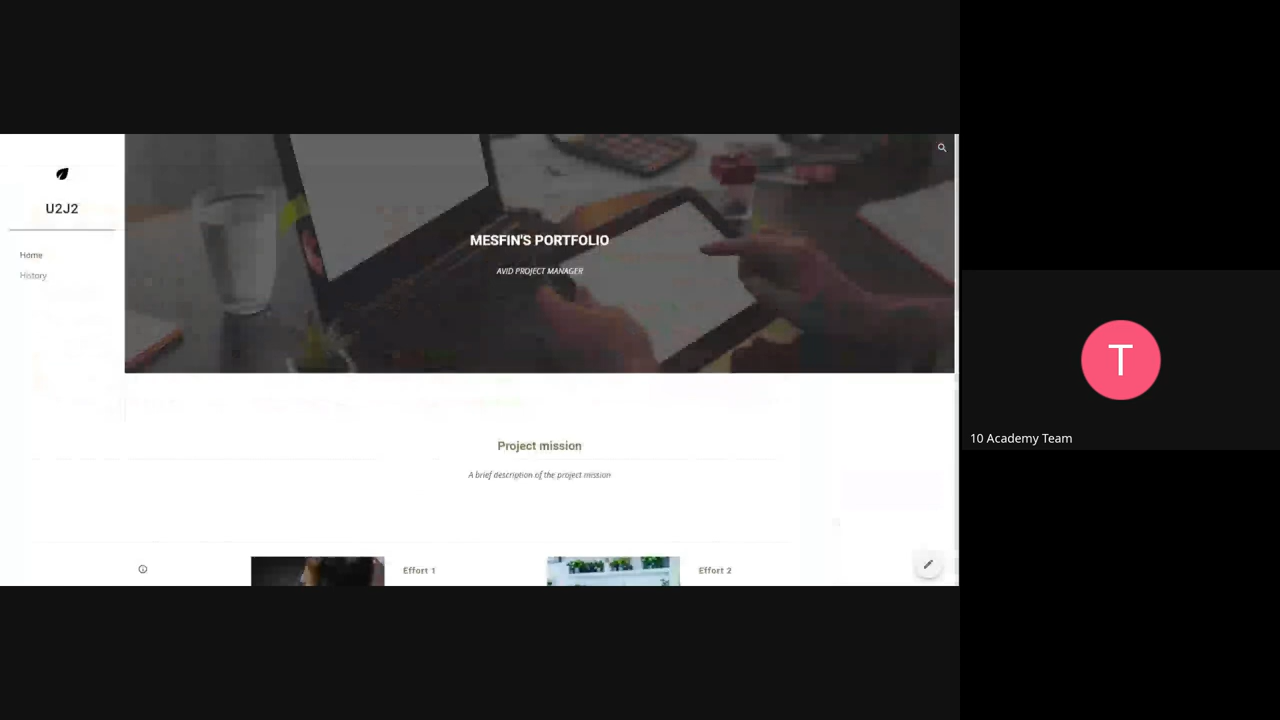 U2J2
Home
History
MESFIN'S PORTFOLIO
AVID PROJECT MANAGER
Project mission
A brief description of the project mission
Effort 1
Effort 2
T
10 Academy Team